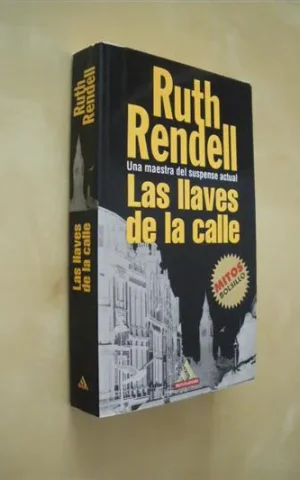 Ruth
Rendell
Una maestra del suspense actual
Las llaves
de la calle
MITOS
BOLSILLO
Ruth
Rendell
Las llaves
de la calle